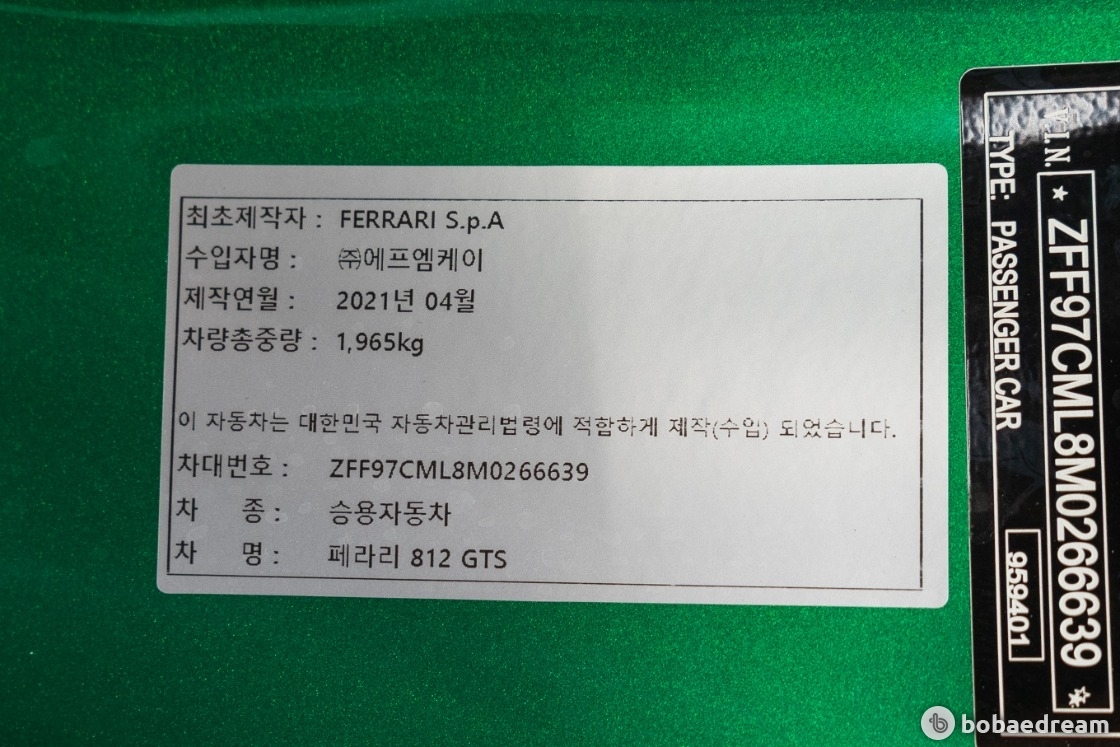 최초제작자 : FERRARI S.p.A
수입자명 : ㈜에프엠케이
제작연월 : 2021년 04월
차량총중량 : 1,965kg
이 자동차는 대한민국 자동차관리법령에 적합하게 제작(수입) 되었습니다.
차대번호 : ZFF97CML8M0266639
차 종 : 승용자동차
차 명 : 페라리 812 GTS
V.I.N. ★ ZFF97CML8M0266639 ★
TYPE: PASSENGER CAR
959401
bobaedream